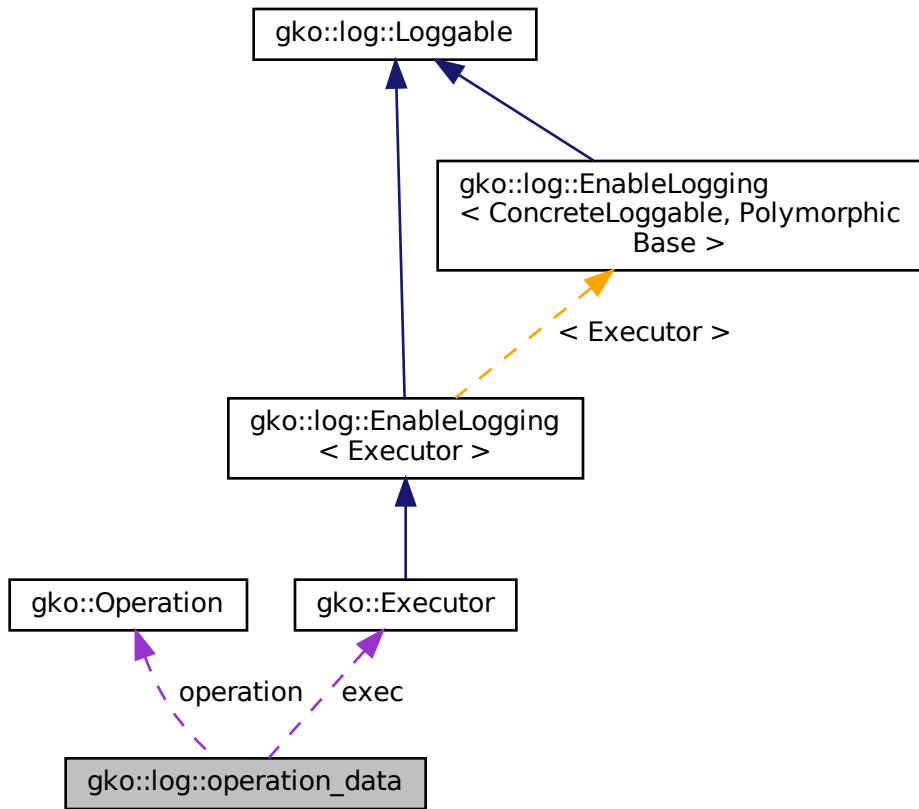 gko::log::Loggable
gko::log::EnableLogging
< ConcreteLoggable, Polymorphic
Base >
< Executor >
gko::log::EnableLogging
< Executor >
gko::Operation
gko::Executor
operation
exec
gko::log::operation_data